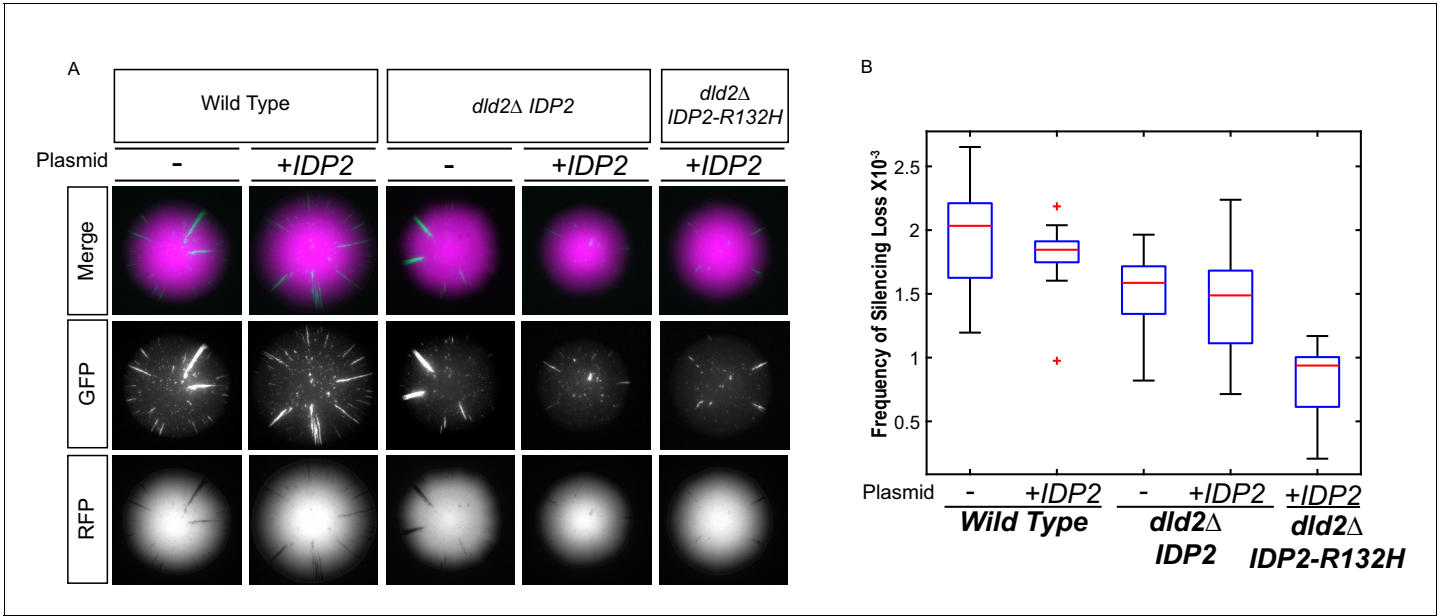 A
Wild Type
dld2Δ IDP2
dld2Δ
IDP2-R132H
Plasmid - +IDP2 - +IDP2 +IDP2
Merge
GFP
RFP
B
Frequency of Silencing Loss X10-3
2.5
2
1.5
1
0.5
Plasmid - +IDP2 - +IDP2 +IDP2
Wild Type
dld2Δ
IDP2
dld2Δ
IDP2-R132H